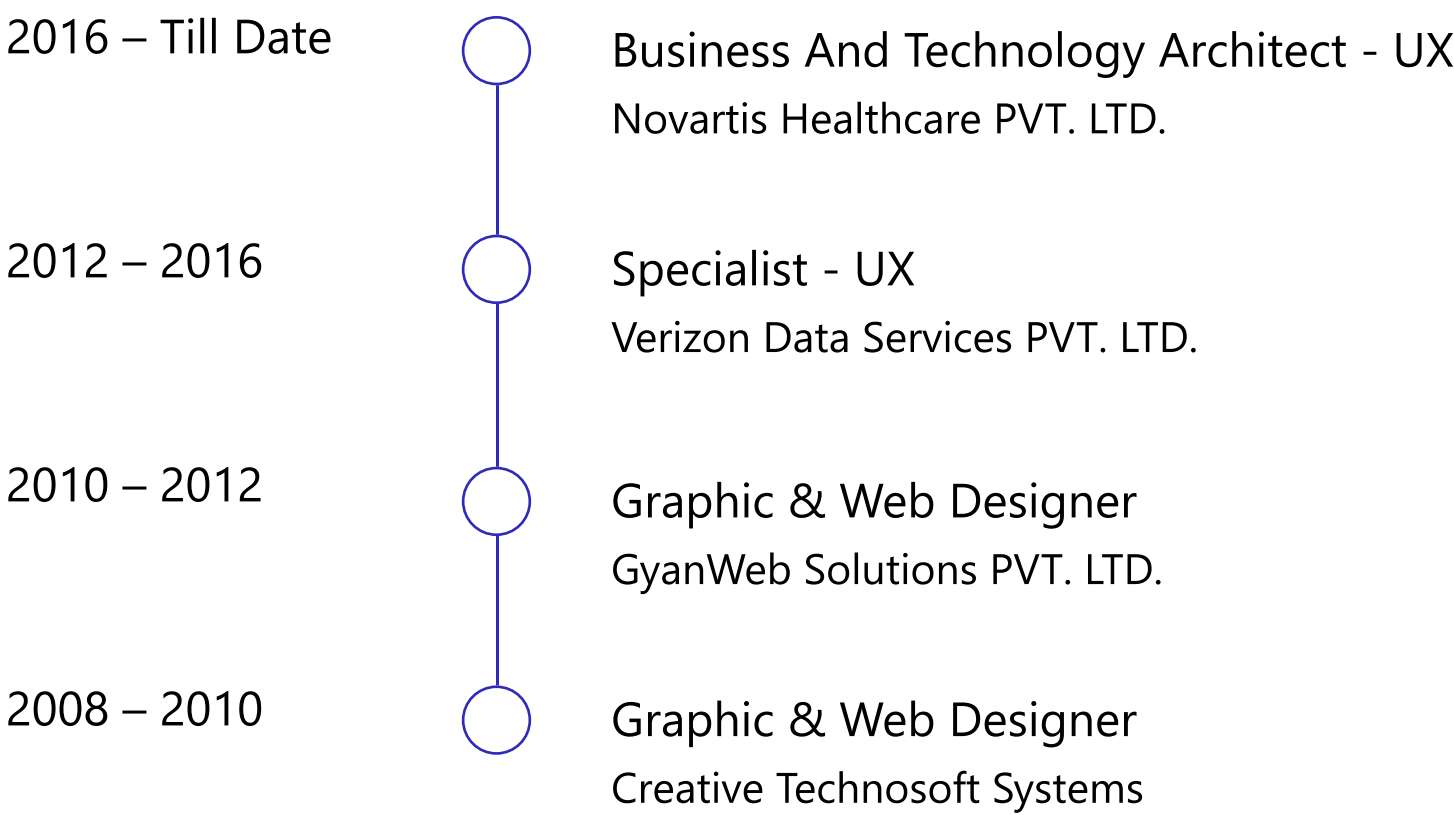 2016 – Till Date
Business And Technology Architect - UX
Novartis Healthcare PVT. LTD.
2012 – 2016
Specialist - UX
Verizon Data Services PVT. LTD.
2010 – 2012
Graphic & Web Designer
GyanWeb Solutions PVT. LTD.
2008 – 2010
Graphic & Web Designer
Creative Technosoft Systems